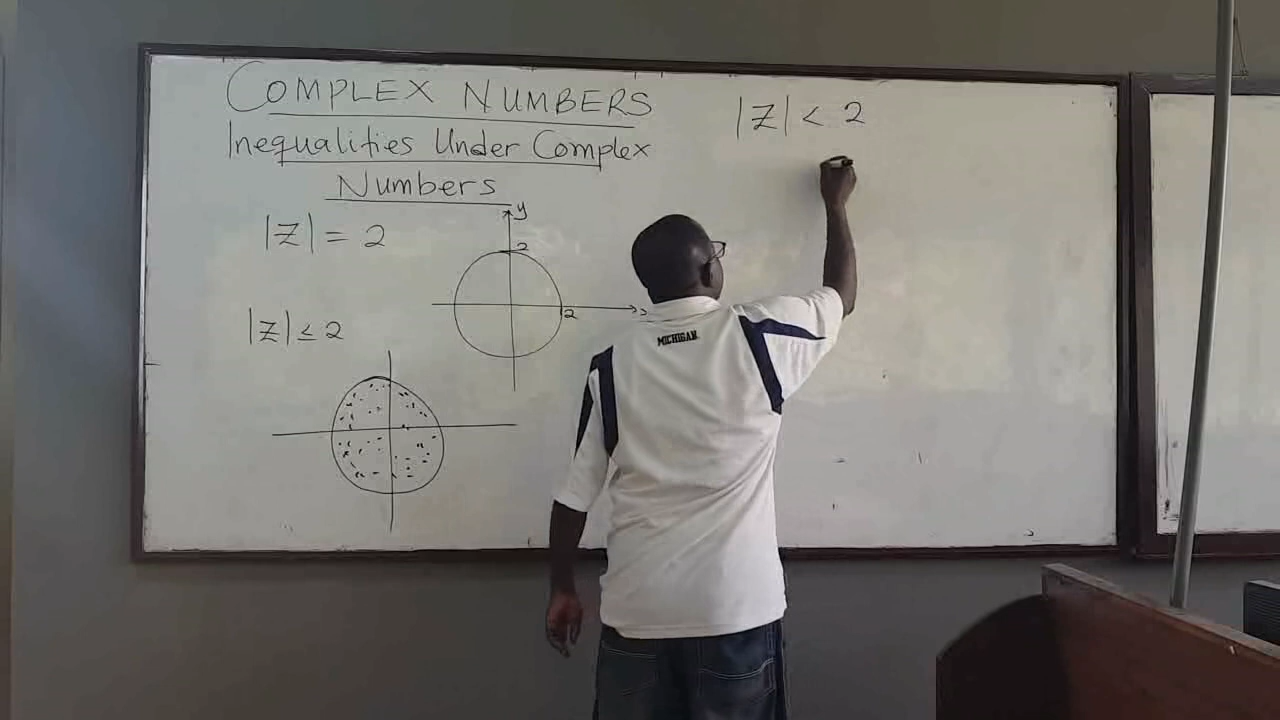 COMPLEX NUMBERS
Inequalities Under Complex
Numbers
|Z| = 2
y
2
2
|Z| ≤ 2
|Z| < 2
MICHIGAN